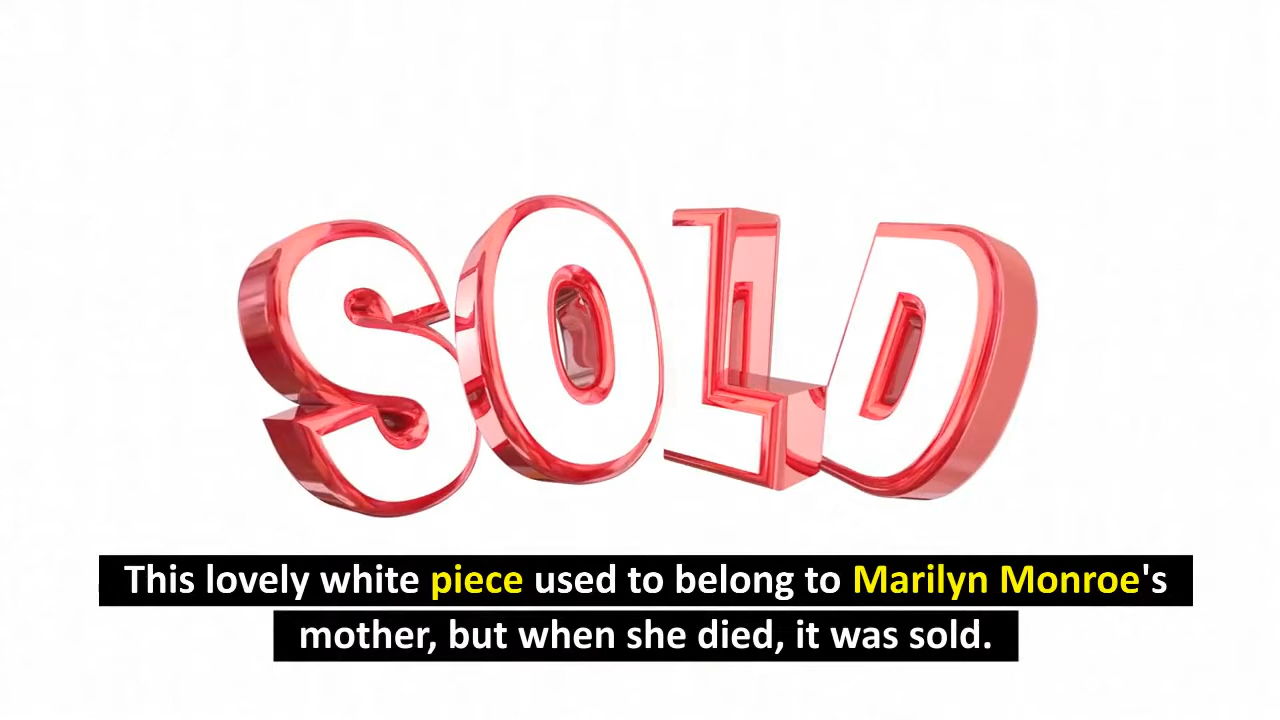 SOLD
This lovely white piece used to belong to Marilyn Monroe's
mother, but when she died, it was sold.